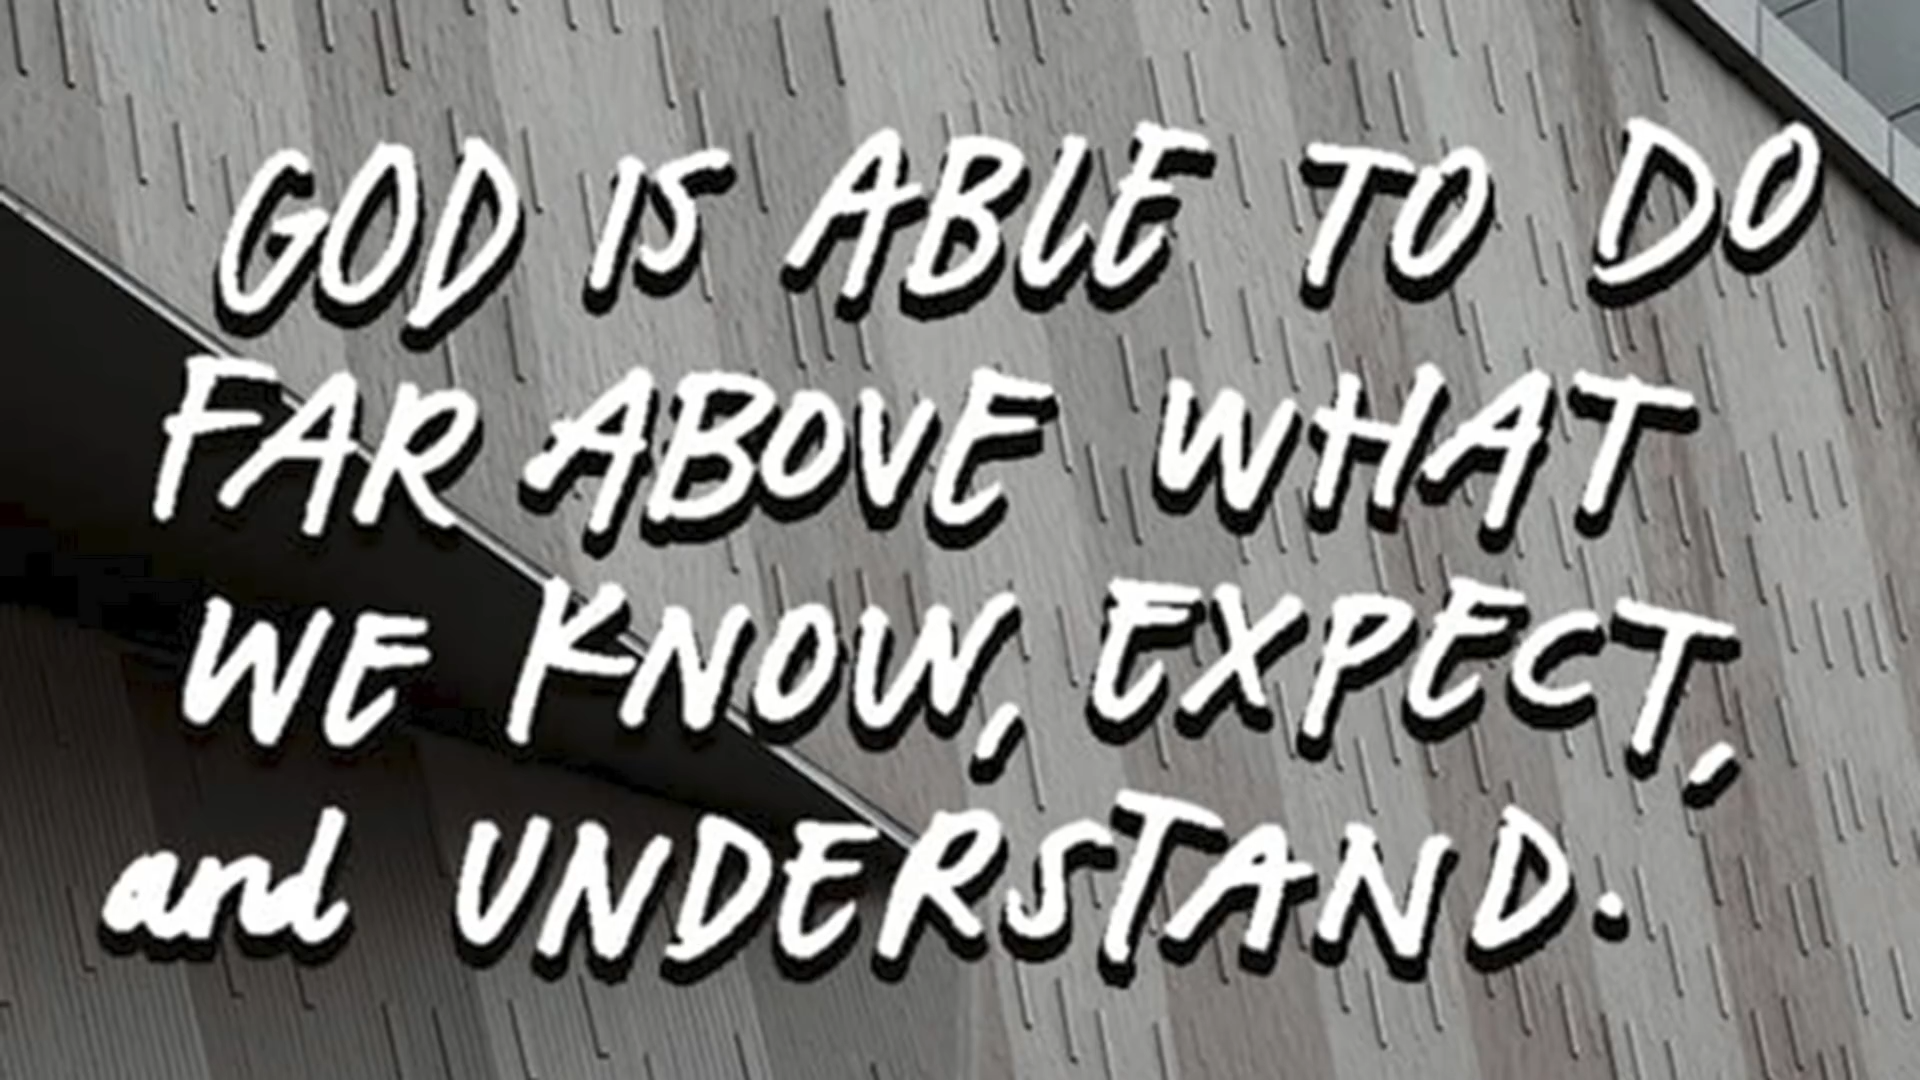 GOD IS ABLE TO DO
FAR ABOVE WHAT
WE KNOW, EXPECT,
and UNDERSTAND.